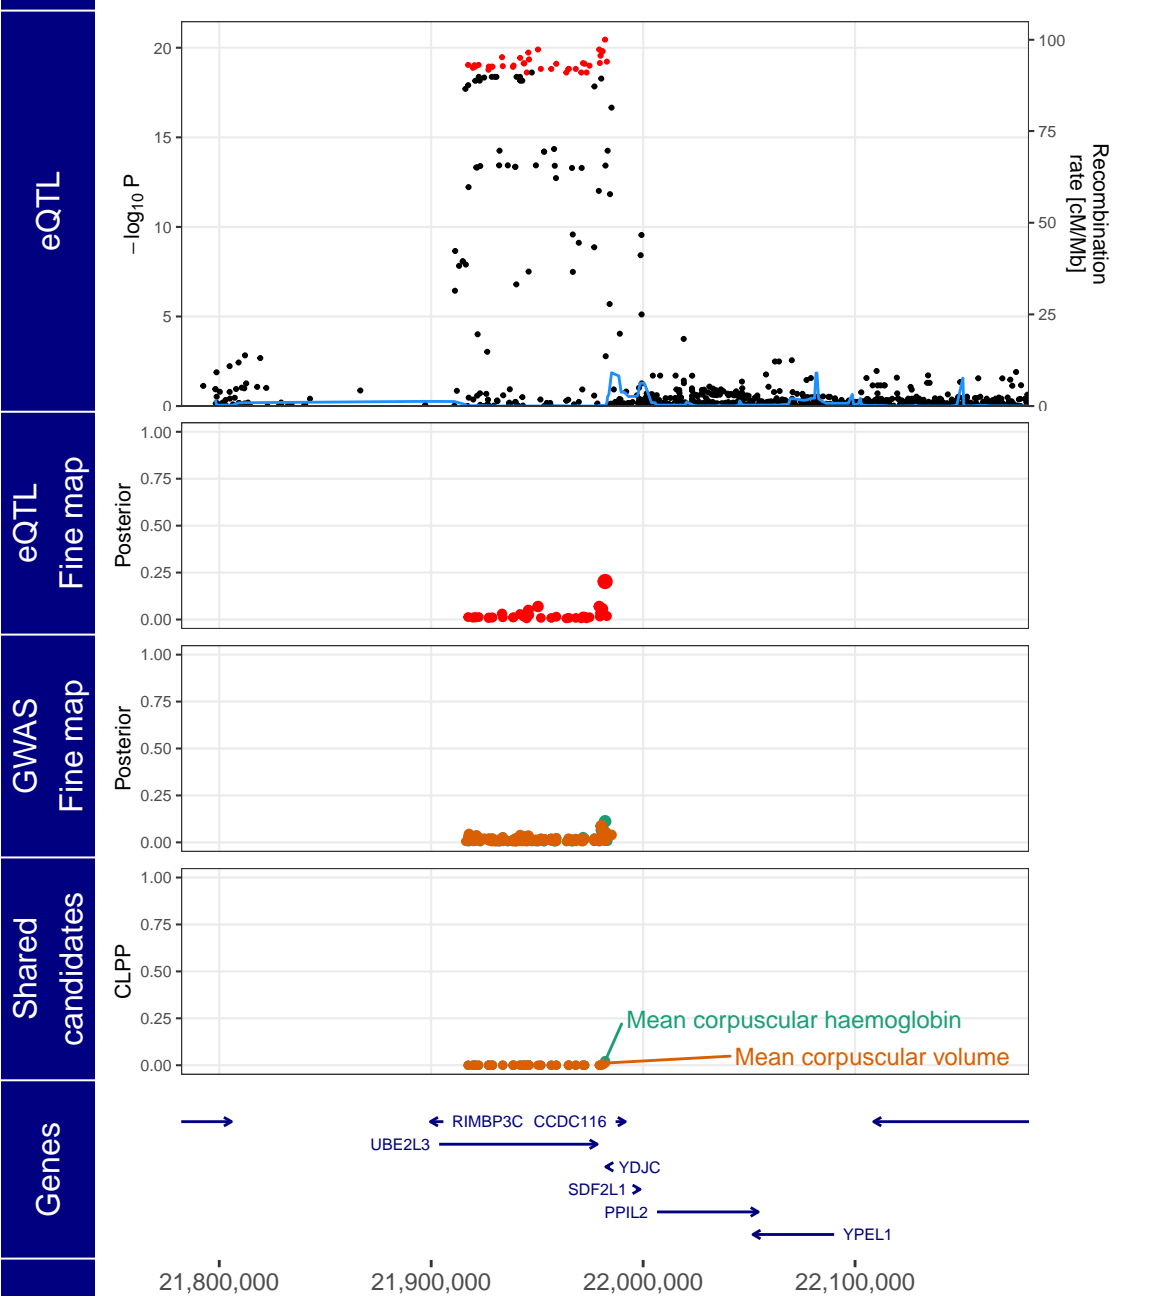 eQTL
−log10 P
20
15
10
5
0
100
75
50
25
0
Recombination
rate [cM/Mb]
eQTL
Fine map
Posterior
1.00
0.75
0.50
0.25
0.00
GWAS
Fine map
Posterior
1.00
0.75
0.50
0.25
0.00
Shared
candidates
CLPP
1.00
0.75
0.50
0.25
0.00
Mean corpuscular haemoglobin
Mean corpuscular volume
Genes
RIMBP3C CCDC116
UBE2L3
YDJC
SDF2L1
PPIL2
YPEL1
21,800,000 21,900,000 22,000,000 22,100,000